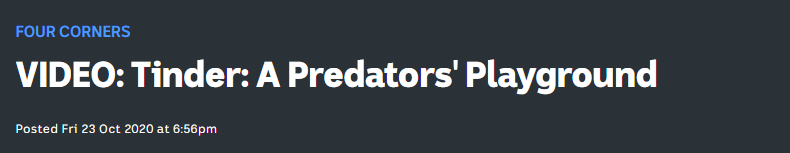 FOUR CORNERS
VIDEO: Tinder: A Predators' Playground
Posted Fri 23 Oct 2020 at 6:56pm